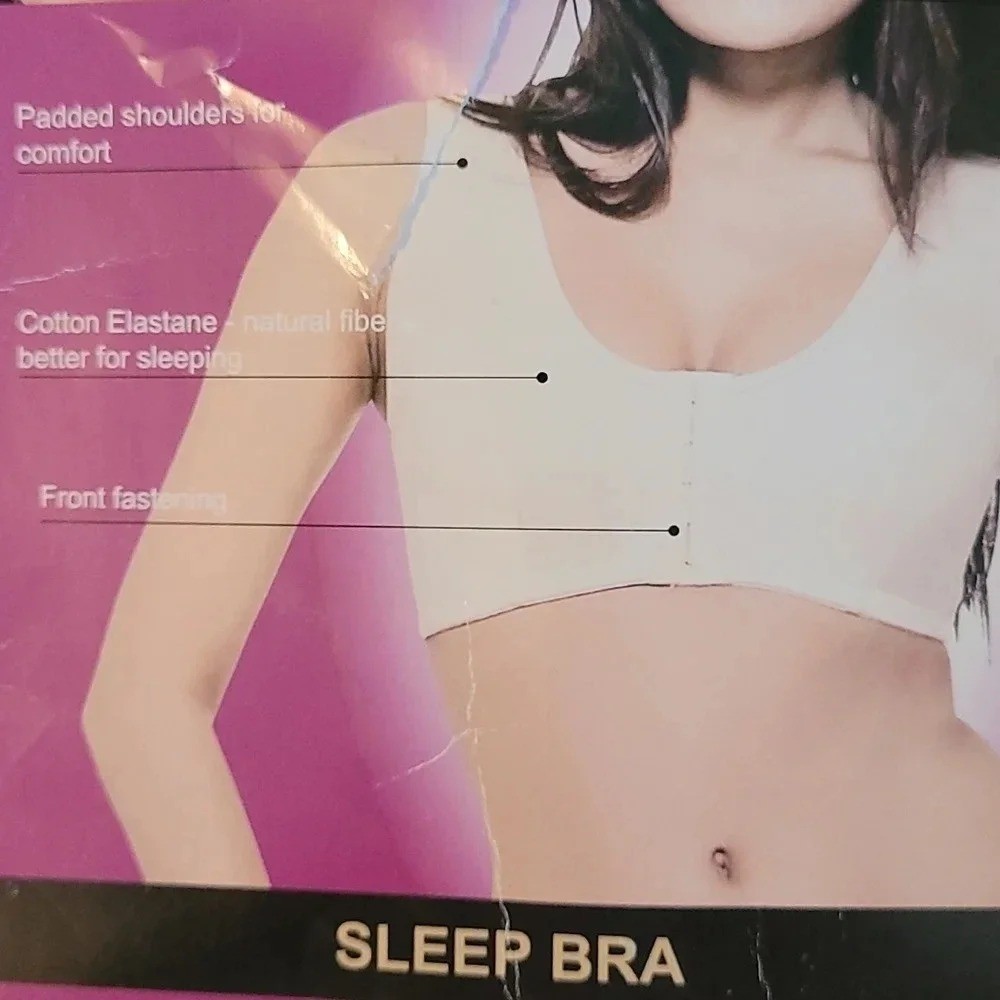 Padded shoulders for
comfort
Cotton Elastane - natural fibe
better for sleeping
Front fastening
SLEEP BRA